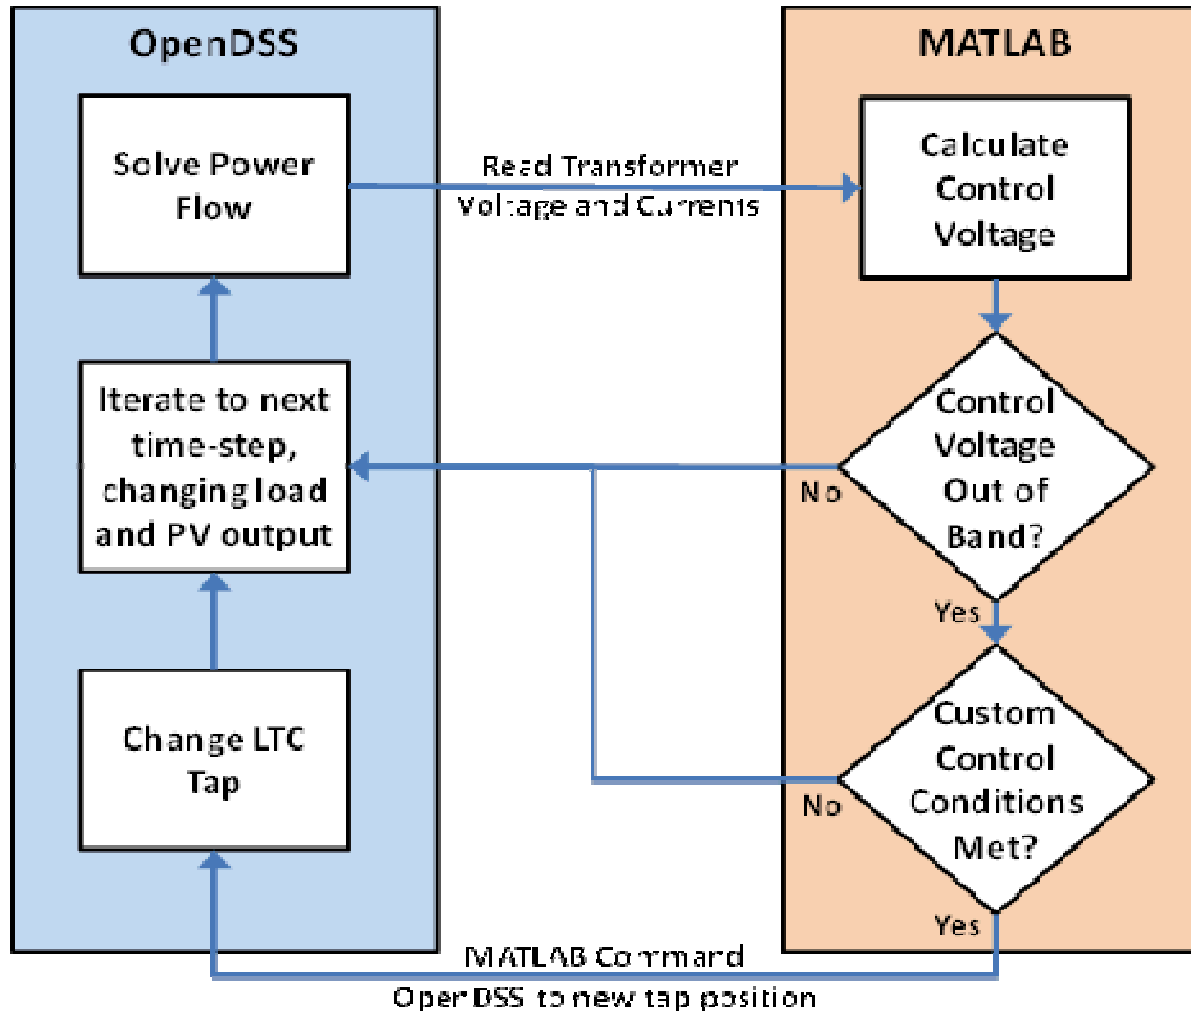 OpenDSS
Solve Power
Flow
Iterate to next
time-step,
changing load
and PV output
Change LTC
Tap
Read Transformer
Voltage and Currents
MATLAB
Calculate
Control
Voltage
Control
Voltage
Out of
Band?
No
Yes
Custom
Control
Conditions
Met?
No
Yes
MATLAB Command
OpenDSS to new tap position